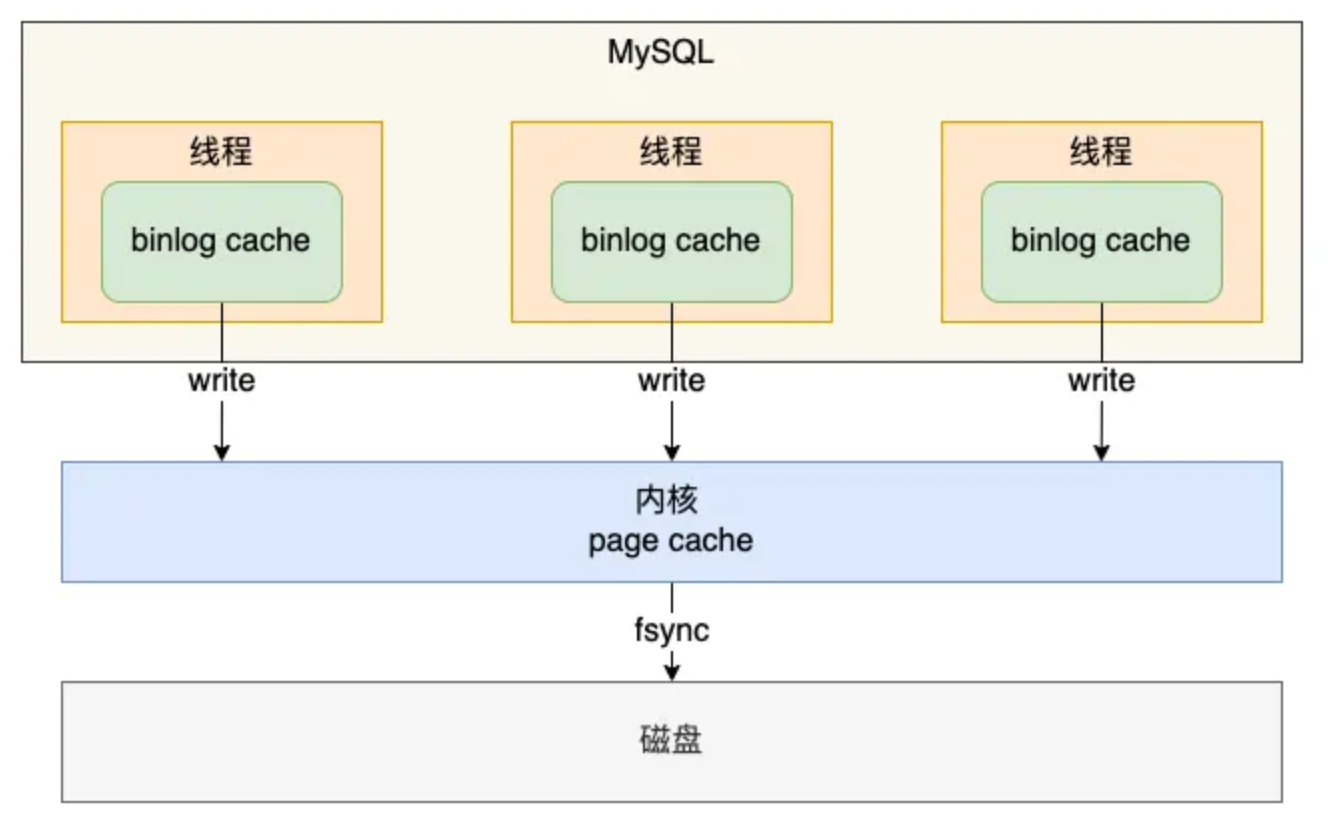 MySQL
线程
线程
线程
binlog cache
binlog cache
binlog cache
write
write
write
内核
page cache
fsync
磁盘